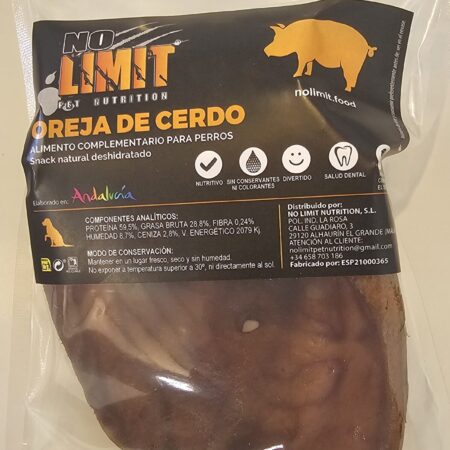 NO
LIMIT
PET NUTRITION
nolimit.food
OREJA DE CERDO
ALIMENTO COMPLEMENTARIO PARA PERROS
Snack natural deshidratado
NUTRITIVO
SIN CONSERVANTES
NI COLORANTES
DIVERTIDO
SALUD DENTAL
Elaborado en: Andalucía
COMPONENTES ANALÍTICOS:
PROTEINA 59,5%, GRASA BRUTA 28,8%, FIBRA 0,24%
HUMEDAD 8,7%, CENIZA 2,8%, V. ENERGÉTICO 2079 Kj.
MODO DE CONSERVACIÓN:
Mantener en un lugar fresco, seco y sin humedad.
No exponer a temperatura superior a 30º, ni directamente al sol.
Distribuido por:
NO LIMIT NUTRITION, S.L.
POL. IND. LA ROSA
CALLE GUADIARO, 3
29120 ALHAURÍN EL GRANDE
ATENCIÓN AL CLIENTE:
nolimitpetnutrition@gmail.com
+34 658 703 186
Fabricado por: ESP21000365